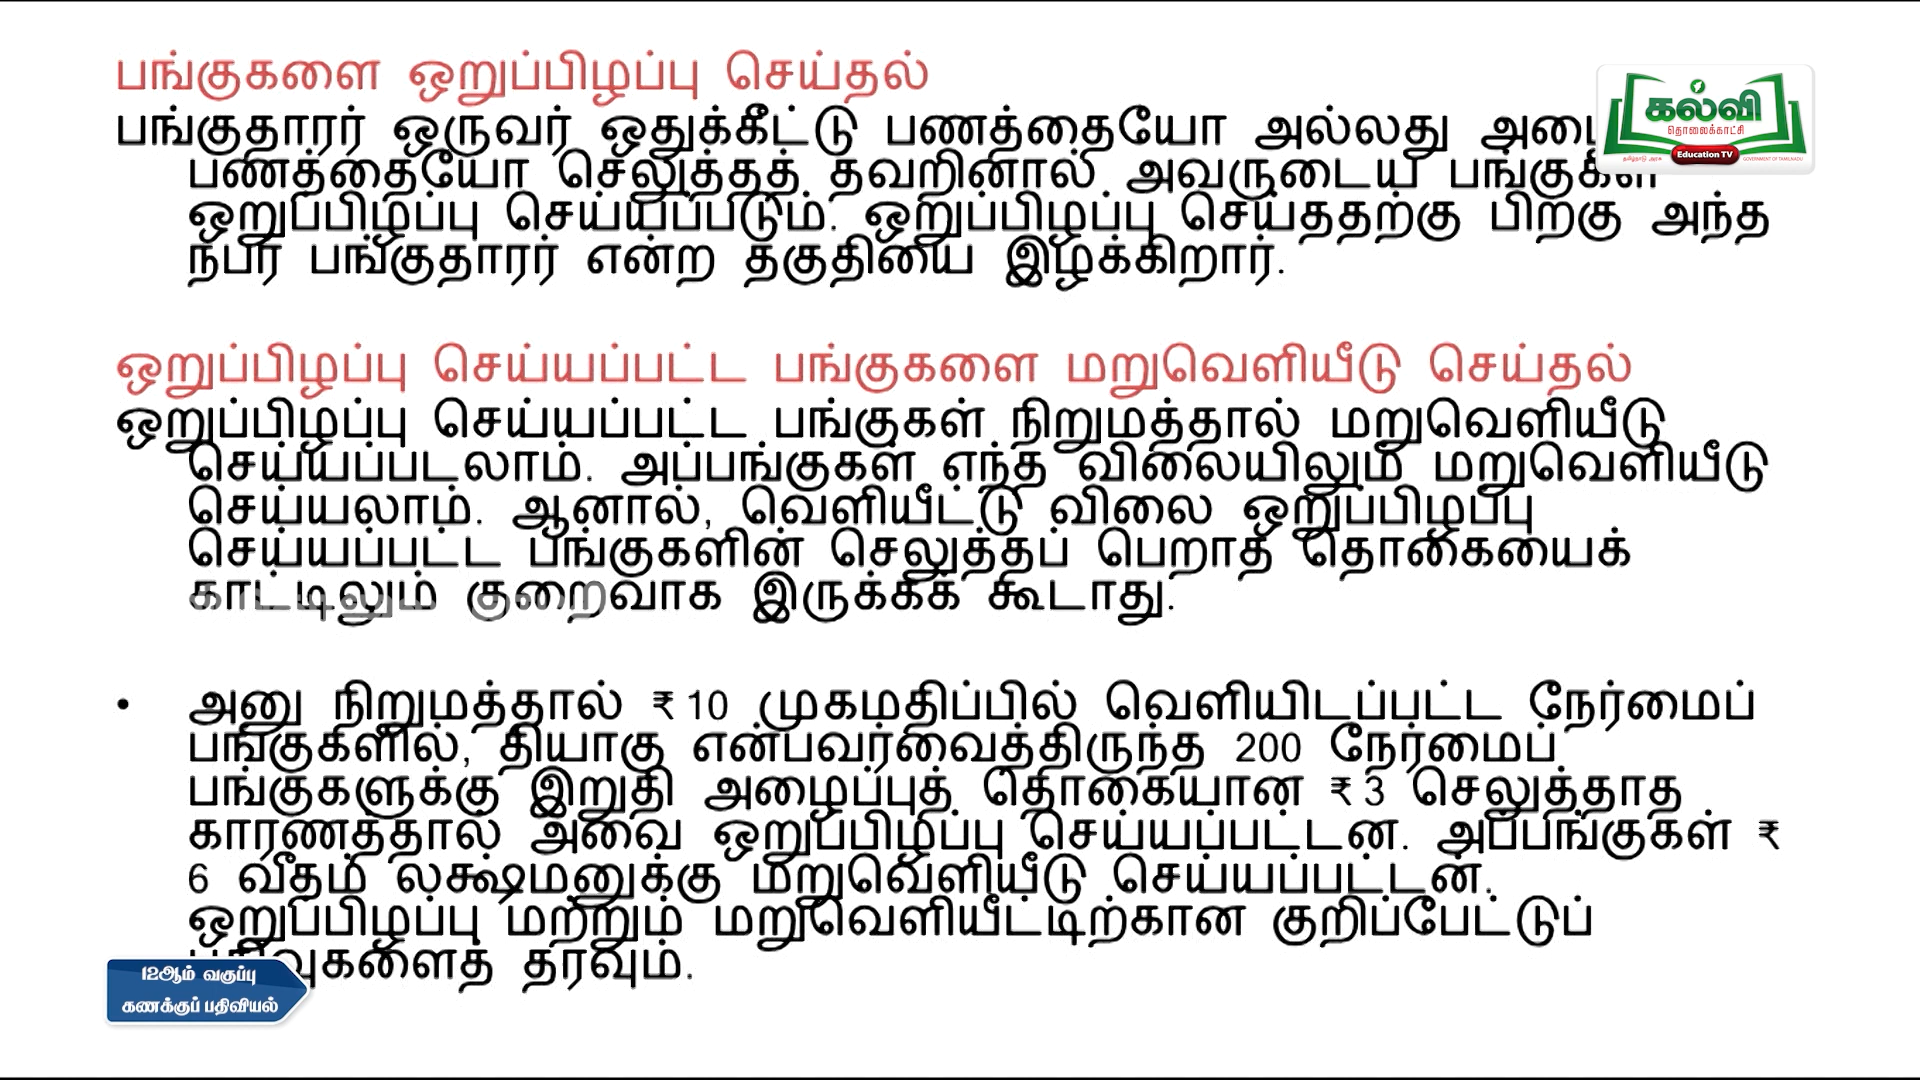 பங்குகளை ஒறுப்பிழப்பு செய்தல்
பங்குதாரர் ஒருவர் ஒதுக்கீட்டு பணத்தையோ அல்லது
பணத்தையோ செலுத்தத் தவறினால் அவருடைய பங்குகள்
ஒறுப்பிழப்பு செய்யப்படும். ஒறுப்பிழப்பு செய்ததற்கு பிறகு அந்த
நபர் பங்குதாரர் என்ற தகுதியை இழக்கிறார்.
ஒறுப்பிழப்பு செய்யப்பட்ட பங்குகளை மறுவெளியீடு செய்தல்
ஒறுப்பிழப்பு செய்யப்பட்ட பங்குகள் நிறுமத்தால் மறுவெளியீடு
செய்யப்படலாம். அப்பங்குகள் எந்த விலையிலும் மறுவெளியீடு
செய்யலாம். ஆனால், வெளியீட்டு விலை ஒறுப்பிழப்பு
செய்யப்பட்ட பங்குகளின் செலுத்தப் பெறாத தொகையைக்
காட்டிலும் குறைவாக இருக்கக் கூடாது.
• அனு நிறுமத்தால் ₹10 முகமதிப்பில் வெளியிடப்பட்ட நேர்மைப்
பங்குகளில், தியாகு என்பவர்வைத்திருந்த 200 நேர்மைப்
பங்குகளுக்கு இறுதி அழைப்புத் தொகையான ₹3 செலுத்தாத
காரணத்தால் அவை ஒறுப்பிழப்பு செய்யப்பட்டன. அப்பங்குகள் ₹
6 வீதம் லக்ஷ்மனுக்கு மறுவெளியீடு செய்யப்பட்டன்.
ஒறுப்பிழப்பு மற்றும் மறுவெளியீட்டிற்கான குறிப்பேட்டுப்
தரவும்.
கல்வி
தொலைக்காட்சி
தமிழ்நாடு அரசு Education TV GOVERNMENT OF TAMILNADU
12ஆம் வகுப்பு
கணக்குப் பதிவியல்